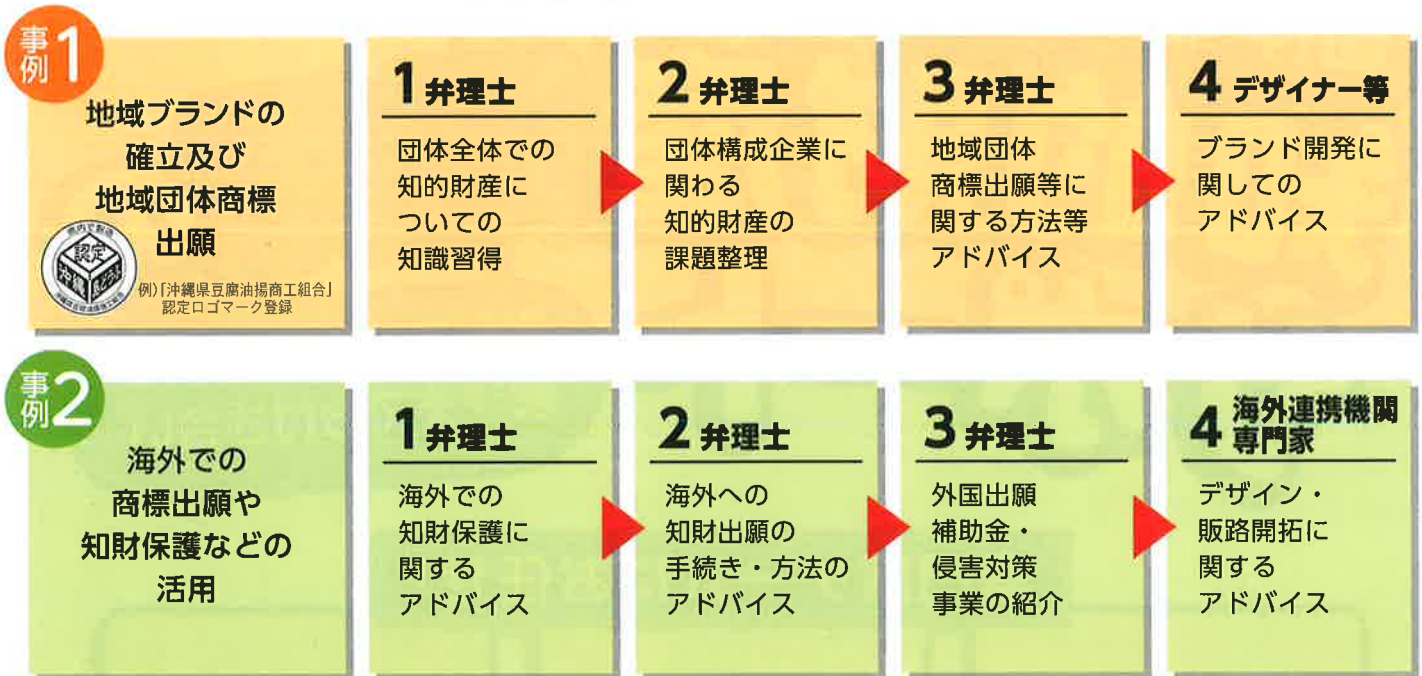 事例1
地域ブランドの
確立及び
地域団体商標
出願
認定
沖縄
例)「沖縄県豆腐油揚商工組合」
認定ロゴマーク登録
1 弁理士
団体全体での
知的財産に
ついての
知識習得
2 弁理士
団体構成企業に
関わる
知的財産の
課題整理
3 弁理士
地域団体
商標出願等に
関する方法等
アドバイス
4 デザイナー等
ブランド開発に
関しての
アドバイス
事例2
海外での
商標出願や
知財保護などの
活用
1 弁理士
海外での
知財保護に
関する
アドバイス
2 弁理士
海外への
知財出願の
手続き・方法の
アドバイス
3 弁理士
外国出願
補助金・
侵害対策
事業の紹介
4 海外連携機関
専門家
デザイン・
販路開拓に
関する
アドバイス